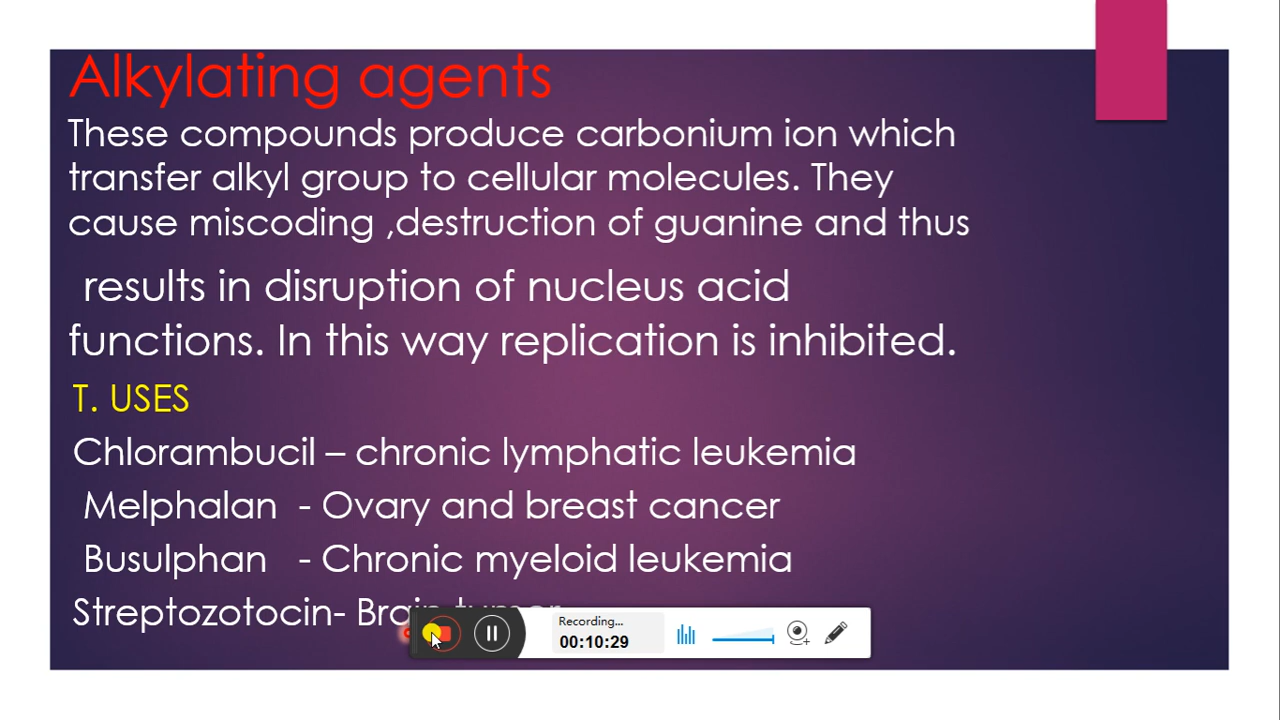 Alkylating agents
These compounds produce carbonium ion which
transfer alkyl group to cellular molecules. They
cause miscoding ,destruction of guanine and thus
results in disruption of nucleus acid
functions. In this way replication is inhibited.
T. USES
Chlorambucil – chronic lymphatic leukemia
Melphalan - Ovary and breast cancer
Busulphan - Chronic myeloid leukemia
Streptozotocin- Brain tumor
Recording...
00:10:29